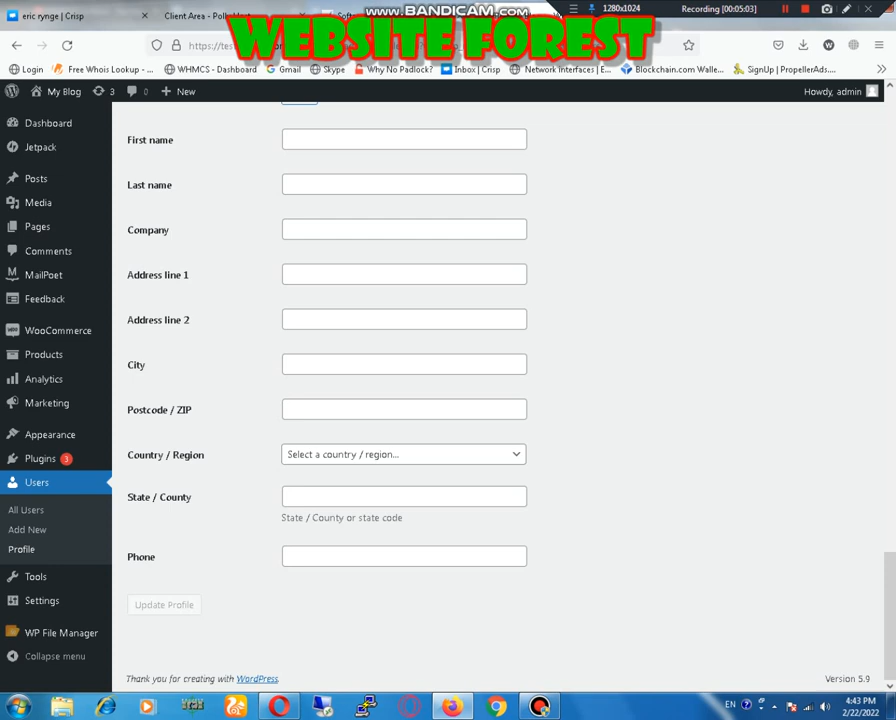 www.BANDICAM.com
1280x1024
Recording [00:05:03]
eric rynge | Crisp
Client Area - Pol
WEBSITE FOREST
https://test
Login
Free Whois Lookup - ...
WHMCS - Dashboard
Gmail
Skype
Why No Padlock?
Inbox | Crisp
Network Interfaces | E...
Blockchain.com Walle...
SignUp | PropellerAds....
My Blog
3
0
New
Howdy, admin
Dashboard
Jetpack
Posts
Media
Pages
Comments
MailPoet
Feedback
WooCommerce
Products
Analytics
Marketing
Appearance
Plugins 3
Users
All Users
Add New
Profile
Tools
Settings
WP File Manager
Collapse menu
First name
Last name
Company
Address line 1
Address line 2
City
Postcode / ZIP
Country / Region
Select a country / region...
State / County
State / County or state code
Phone
Update Profile
Thank you for creating with WordPress.
Version 5.9
EN
4:43 PM
2/22/2022